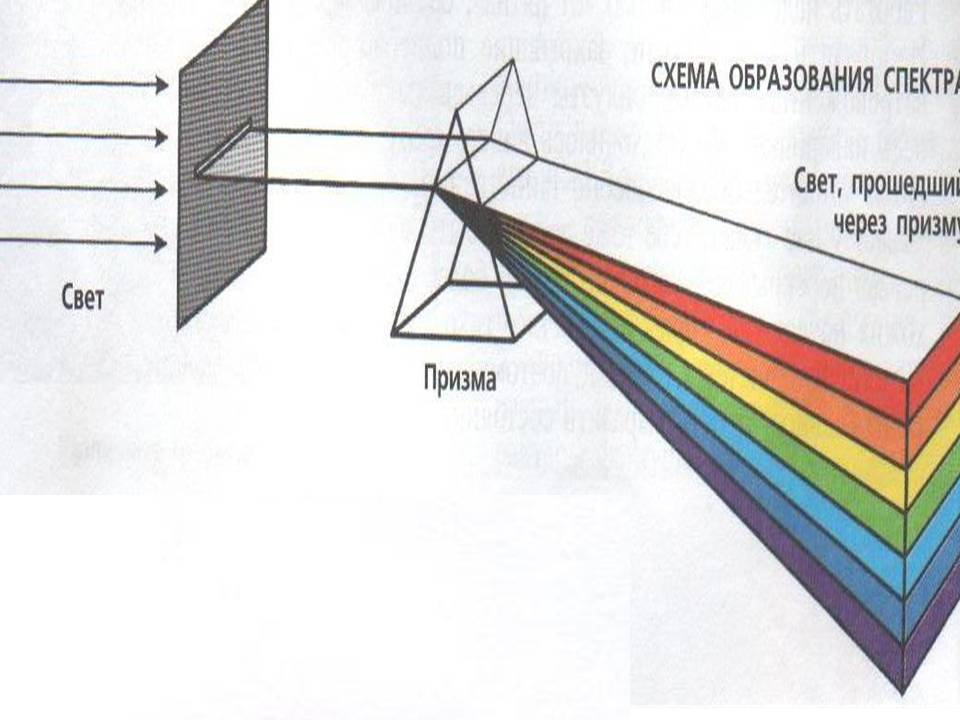 СХЕМА ОБРАЗОВАНИЯ СПЕКТРА
Свет, прошедший
через призму
Свет
Призма